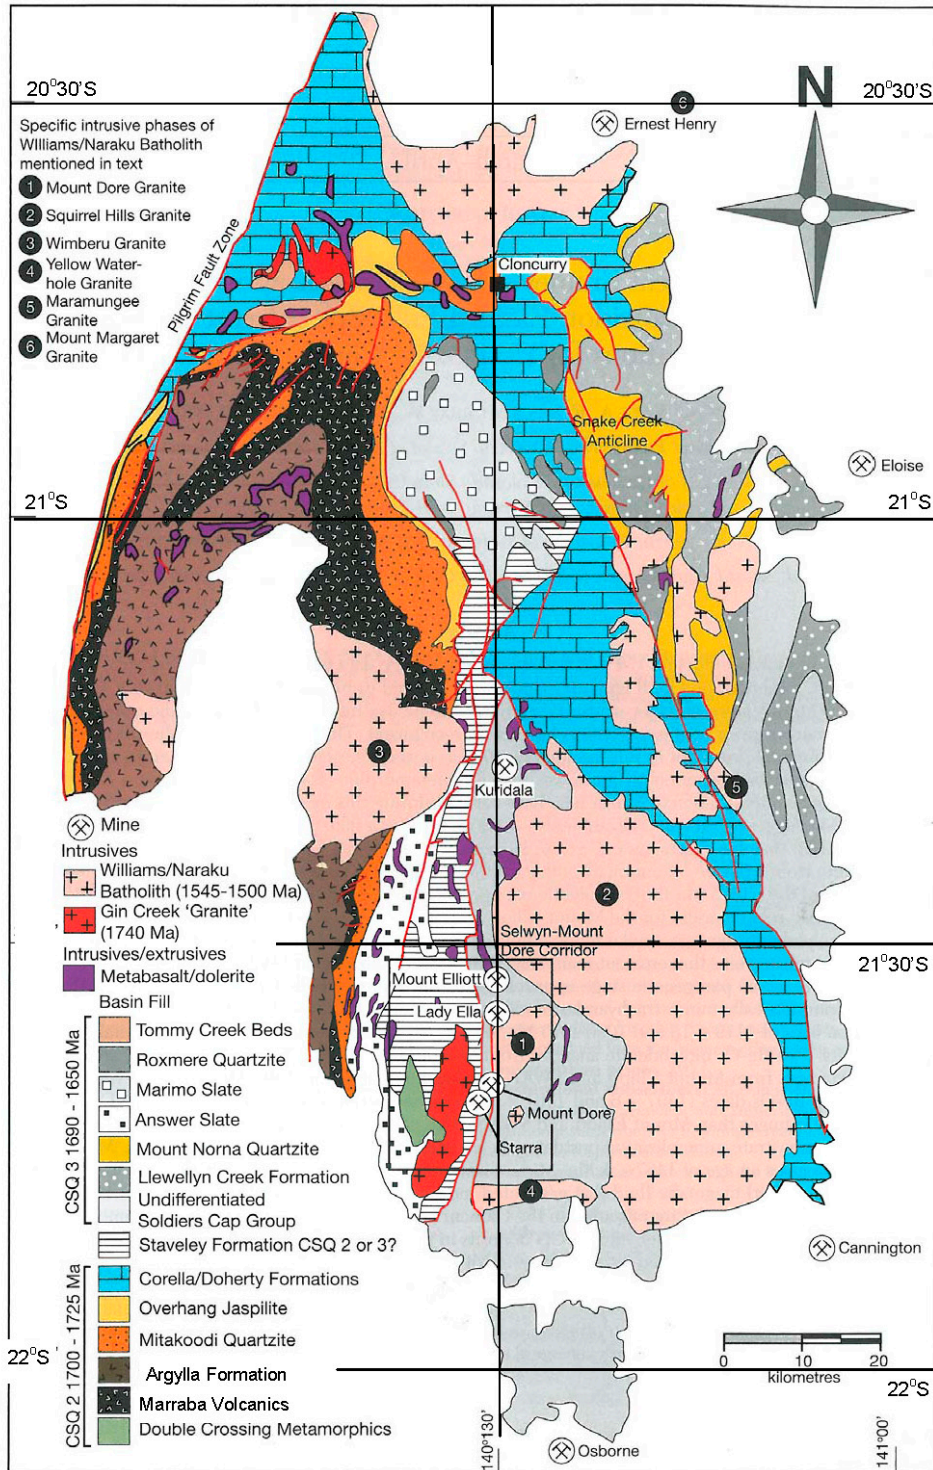 20°30'S
20°30'S
N
6
Ernest Henry
Specific intrusive phases of
WIlliams/Naraku Batholith
mentioned in text
1 Mount Dore Granite
2 Squirrel Hills Granite
3 Wimberu Granite
4 Yellow Water-
hole Granite
5 Maramungee
Granite
6 Mount Margaret
Granite
Pilgrim Fault Zone
Cloncurry
Snake Creek
Anticline
Eloise
21°S
21°S
3
Kuridala
5
Mine
Intrusives
Williams/Naraku
Batholith (1545-1500 Ma)
2
Gin Creek 'Granite'
(1740 Ma)
Selwyn-Mount
Dore Corridor
21°30'S
Intrusives/extrusives
Metabasalt/dolerite
Mount Elliott
Basin Fill
Lady Ella
CSQ 3 1690 - 1650 Ma
Tommy Creek Beds
1
Roxmere Quartzite
Marimo Slate
Mount Dore
Answer Slate
Starra
Mount Norna Quartzite
Llewellyn Creek Formation
4
Undifferentiated
Soldiers Cap Group
Staveley Formation CSQ 2 or 3?
Cannington
CSQ 2 1700 - 1725 Ma
Corella/Doherty Formations
Overhang Jaspilite
Mitakoodi Quartzite
0 10 20
kilometres
22°S
22°S
Argylla Formation
Marraba Volcanics
Double Crossing Metamorphics
140°130'
141°00'
Osborne